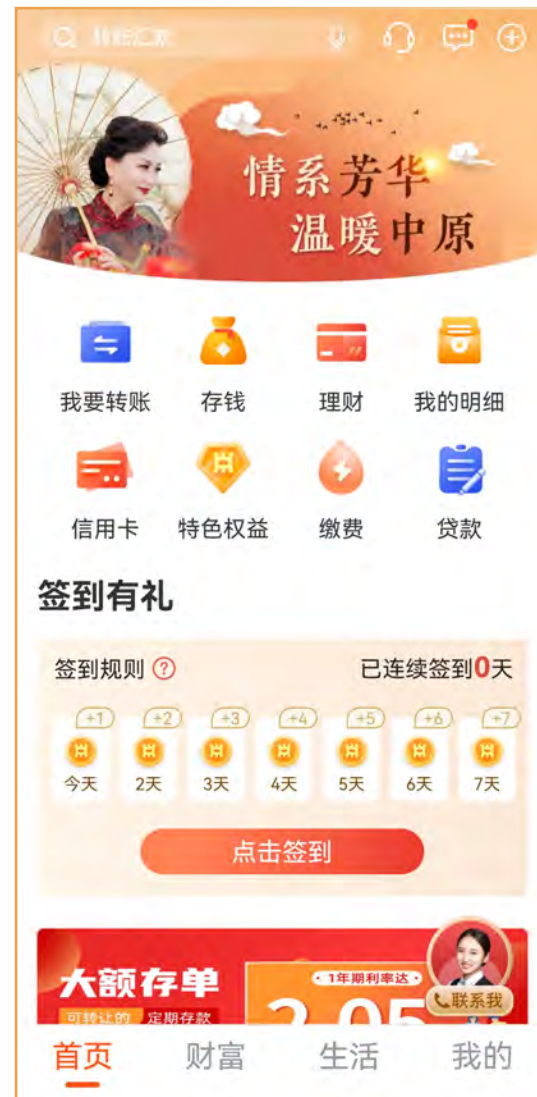 情系芳华
温暖中原
我要转账 存钱 理财 我的明细
信用卡 特色权益 缴费 贷款
签到有礼
签到规则 ? 已连续签到0天
+1 +2 +3 +4 +5 +6 +7
今天 2天 3天 4天 5天 6天 7天
点击签到
大额存单 1年期利率达
可转让的 定期存款
联系我
首页 财富 生活 我的